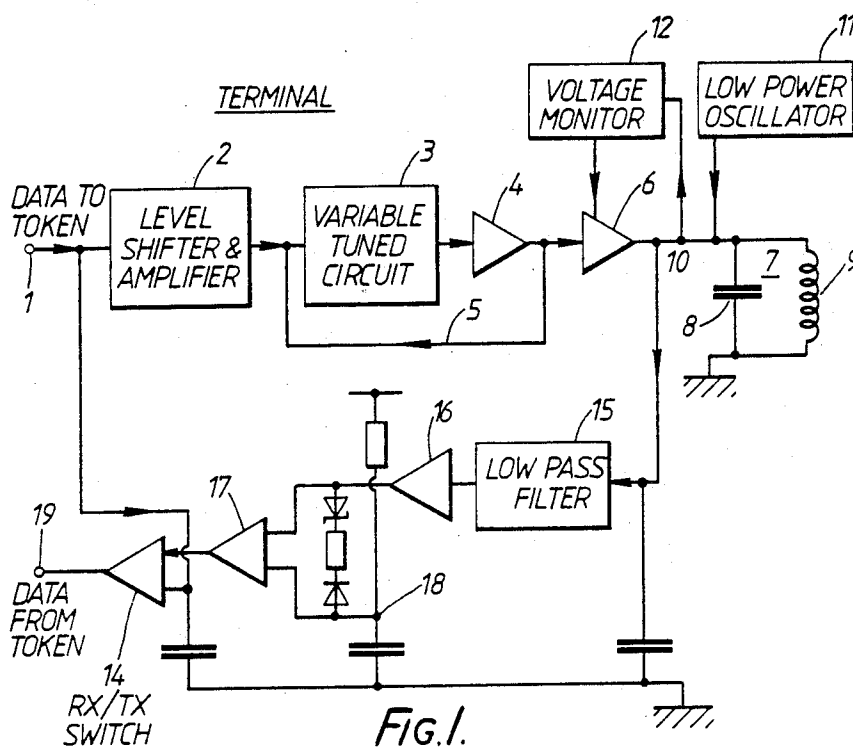 TERMINAL
12
11
VOLTAGE
MONITOR
LOW POWER
OSCILLATOR
2
3
4
6
DATA TO
TOKEN
1
LEVEL
SHIFTER &
AMPLIFIER
VARIABLE
TUNED
CIRCUIT
5
10
7
8
9
16
15
LOW PASS
FILTER
17
18
19
DATA
FROM
TOKEN
14
RX/TX
SWITCH
FIG.1.